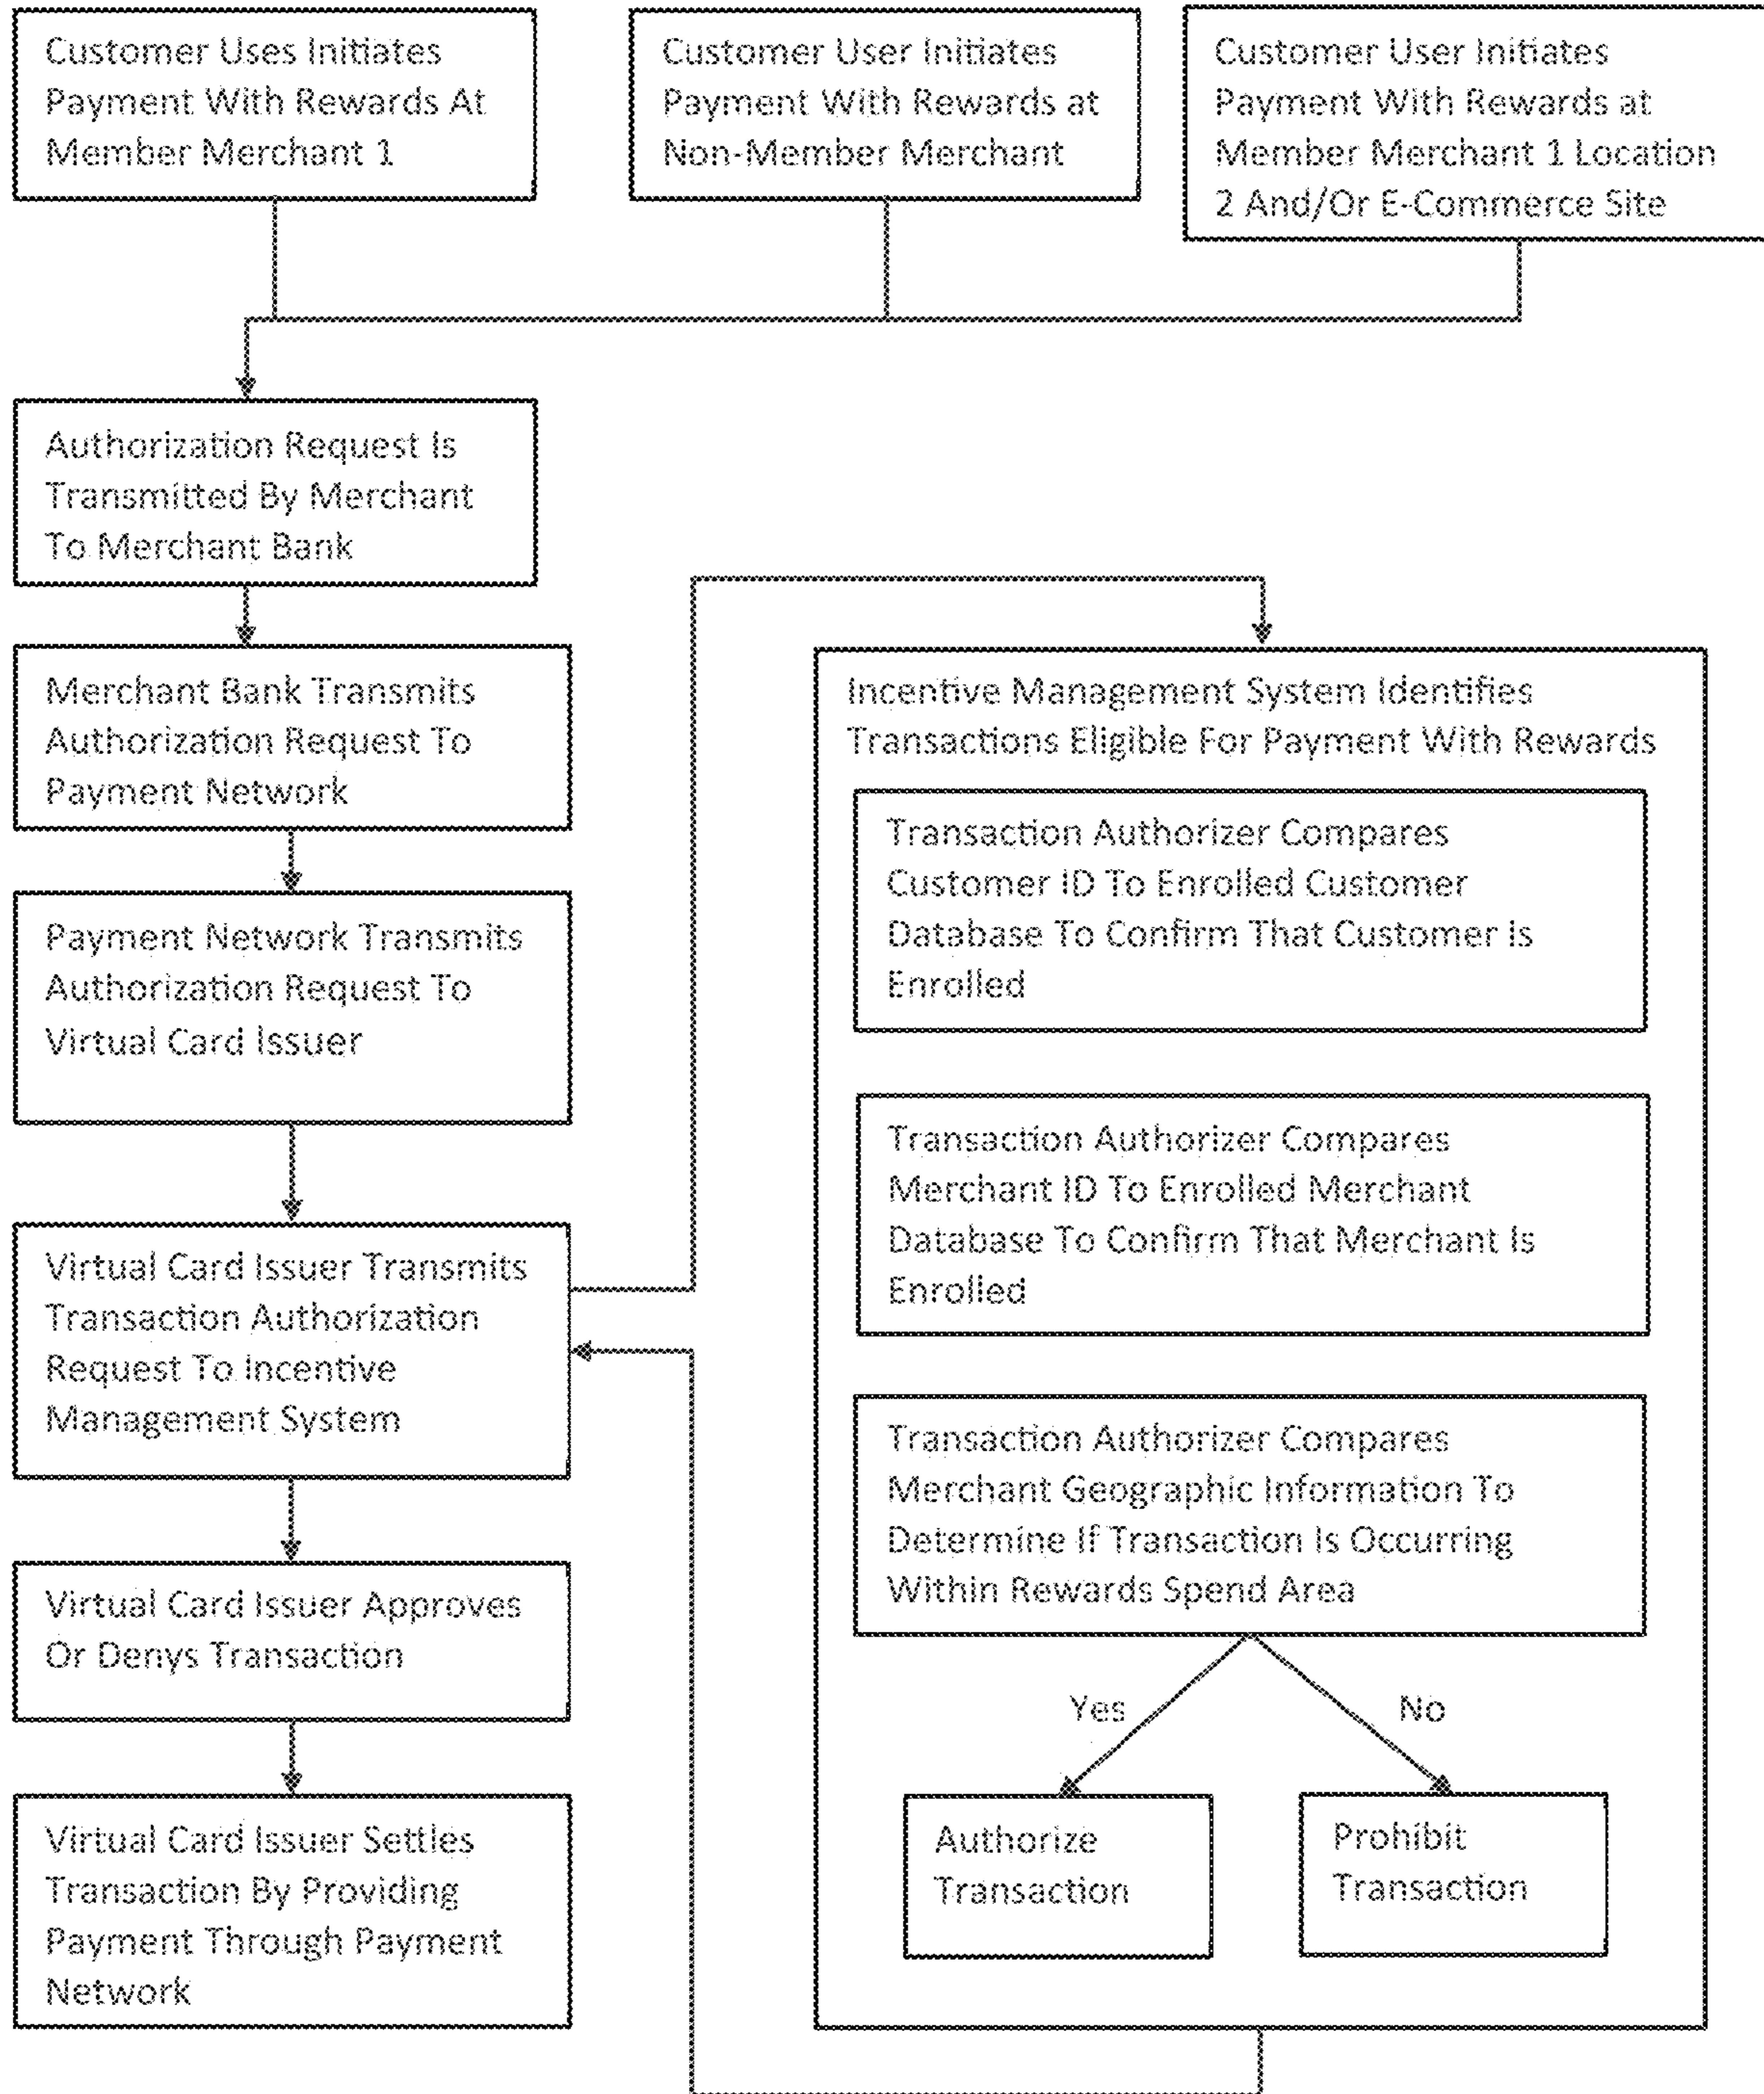 Customer Uses Initiates
Payment With Rewards At
Member Merchant 1
Customer User Initiates
Payment With Rewards at
Non-Member Merchant
Customer User Initiates
Payment With Rewards at
Member Merchant 1 Location
2 And/Or E-Commerce Site
Authorization Request Is
Transmitted By Merchant
To Merchant Bank
Merchant Bank Transmits
Authorization Request To
Payment Network
Payment Network Transmits
Authorization Request To
Virtual Card Issuer
Virtual Card Issuer Transmits
Transaction Authorization
Request To Incentive
Management System
Virtual Card Issuer Approves
Or Denys Transaction
Virtual Card Issuer Settles
Transaction By Providing
Payment Through Payment
Network
Incentive Management System Identifies
Transactions Eligible For Payment With Rewards
Transaction Authorizer Compares
Customer ID To Enrolled Customer
Database To Confirm That Customer is
Enrolled
Transaction Authorizer Compares
Merchant ID To Enrolled Merchant
Database To Confirm That Merchant Is
Enrolled
Transaction Authorizer Compares
Merchant Geographic Information To
Determine If Transaction Is Occurring
Within Rewards Spend Area
Yes
No
Authorize
Transaction
Prohibit
Transaction